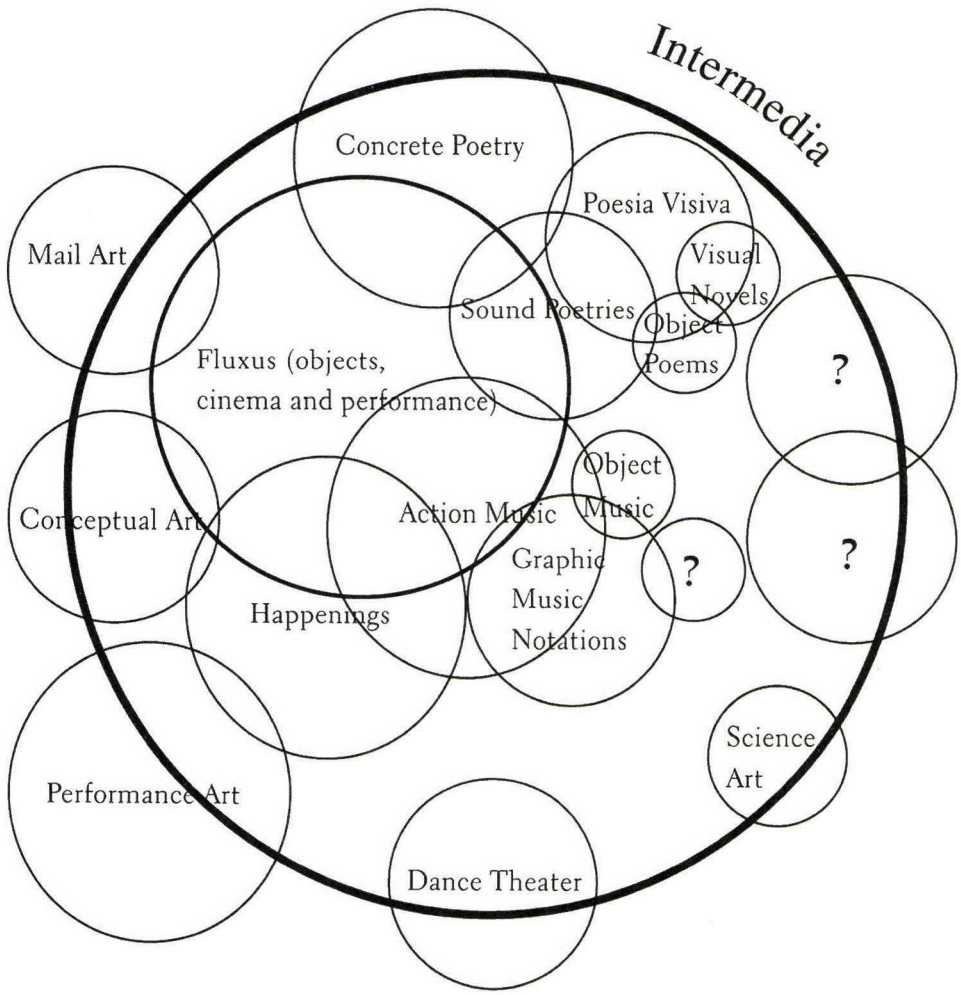 Intermedia
Concrete Poetry
Poesia Visiva
Mail Art
Visual
Novels
Sound Poetries
Object
Poems
Fluxus (objects,
cinema and performance)
?
Object
Music
Conceptual Art
Action Music
?
Graphic
Music
Notations
?
Happenings
Science
Art
Performance Art
Dance Theater